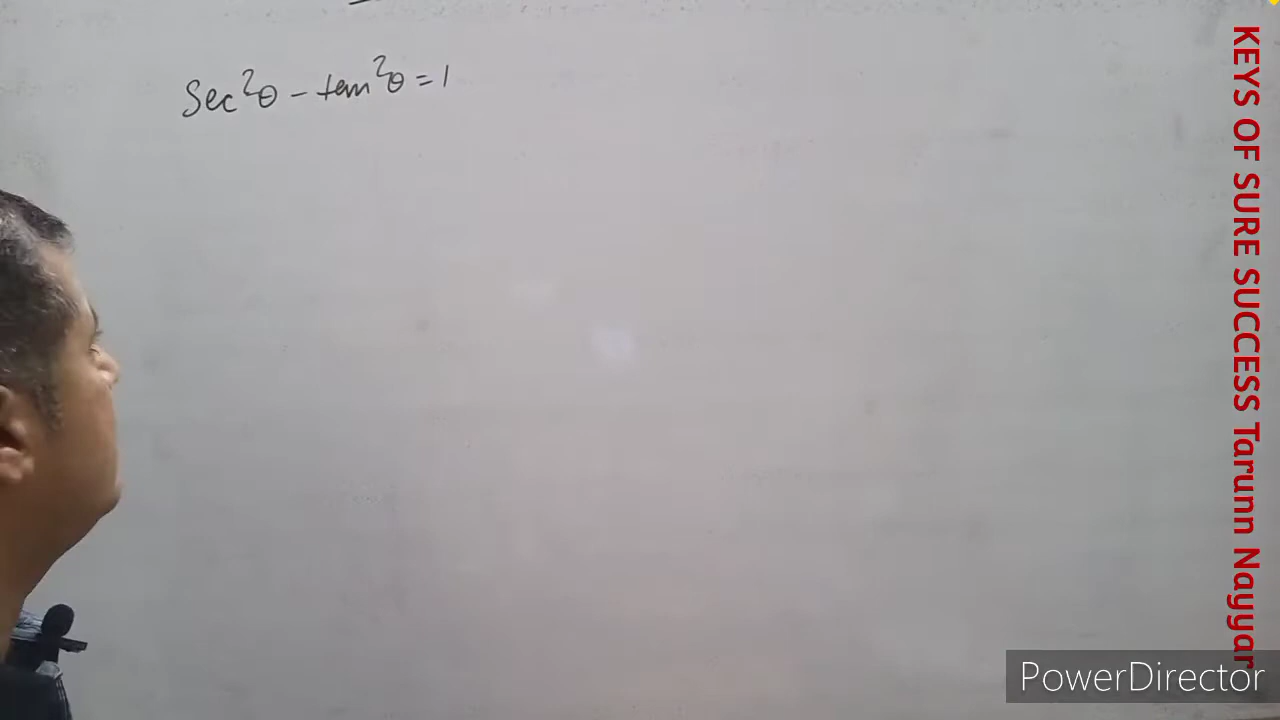 sec²θ - tan²θ = 1
KEYS OF SURE SUCCESS Tarunn Nayyar
PowerDirector